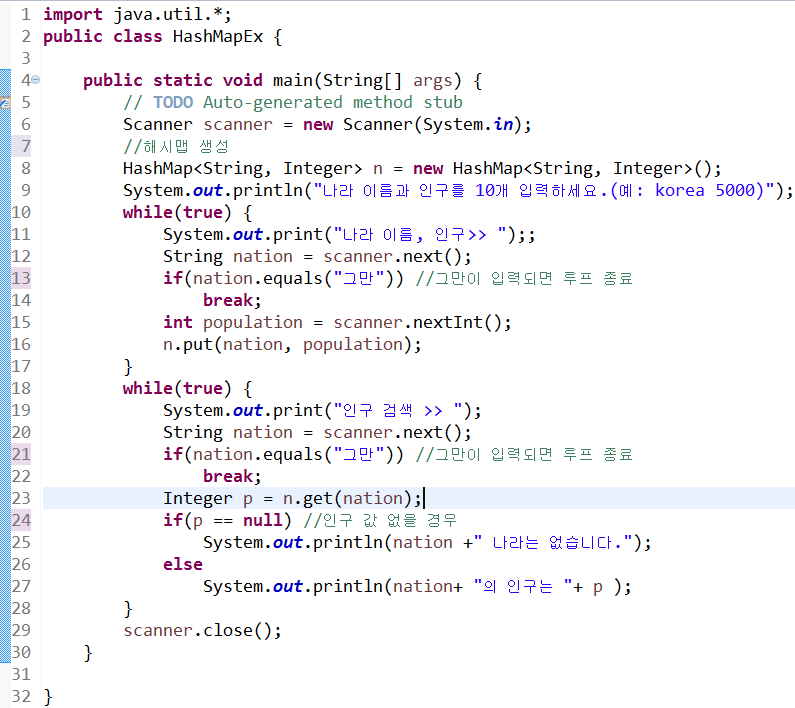 1 import java.util.*;
2 public class HashMapEx {
3
4     public static void main(String[] args) {
5         // TODO Auto-generated method stub
6         Scanner scanner = new Scanner(System.in);
7         //해시맵 생성
8         HashMap<String, Integer> n = new HashMap<String, Integer>();
9         System.out.println("나라 이름과 인구를 10개 입력하세요.(예: korea 5000)");
10         while(true) {
11             System.out.print("나라 이름, 인구>> ");;
12             String nation = scanner.next();
13             if(nation.equals("그만")) //그만이 입력되면 루프 종료
14                 break;
15             int population = scanner.nextInt();
16             n.put(nation, population);
17         }
18         while(true) {
19             System.out.print("인구 검색 >> ");
20             String nation = scanner.next();
21             if(nation.equals("그만")) //그만이 입력되면 루프 종료
22                 break;
23             Integer p = n.get(nation);
24             if(p == null) //인구 값 없을 경우
25                 System.out.println(nation +" 나라는 없습니다.");
26             else
27                 System.out.println(nation+ "의 인구는 "+ p );
28         }
29         scanner.close();
30     }
31
32 }